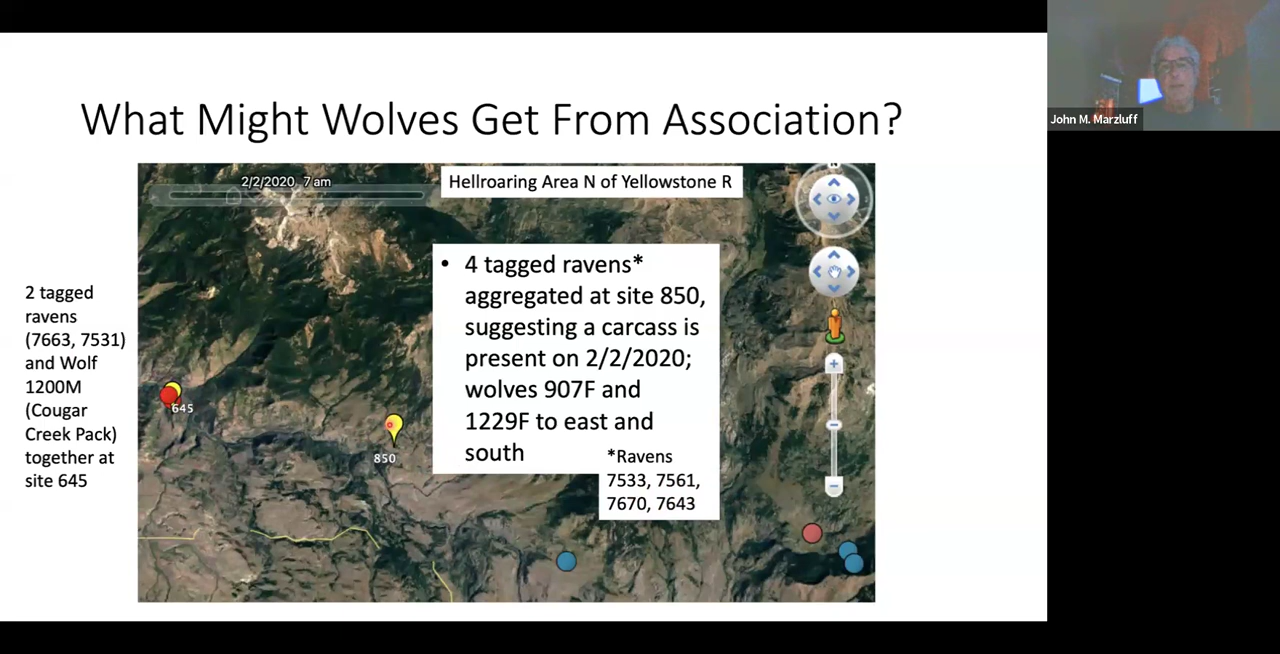 What Might Wolves Get From Association?
2/2/2020 7 am
Hellroaring Area N of Yellowstone R
• 4 tagged ravens*
aggregated at site 850,
suggesting a carcass is
present on 2/2/2020;
wolves 907F and
1229F to east and
south
*Ravens
7533, 7561,
7670, 7643
2 tagged
ravens
(7663, 7531)
and Wolf
1200M
(Cougar
Creek Pack)
together at
site 645
645
850
John M. Marzluff